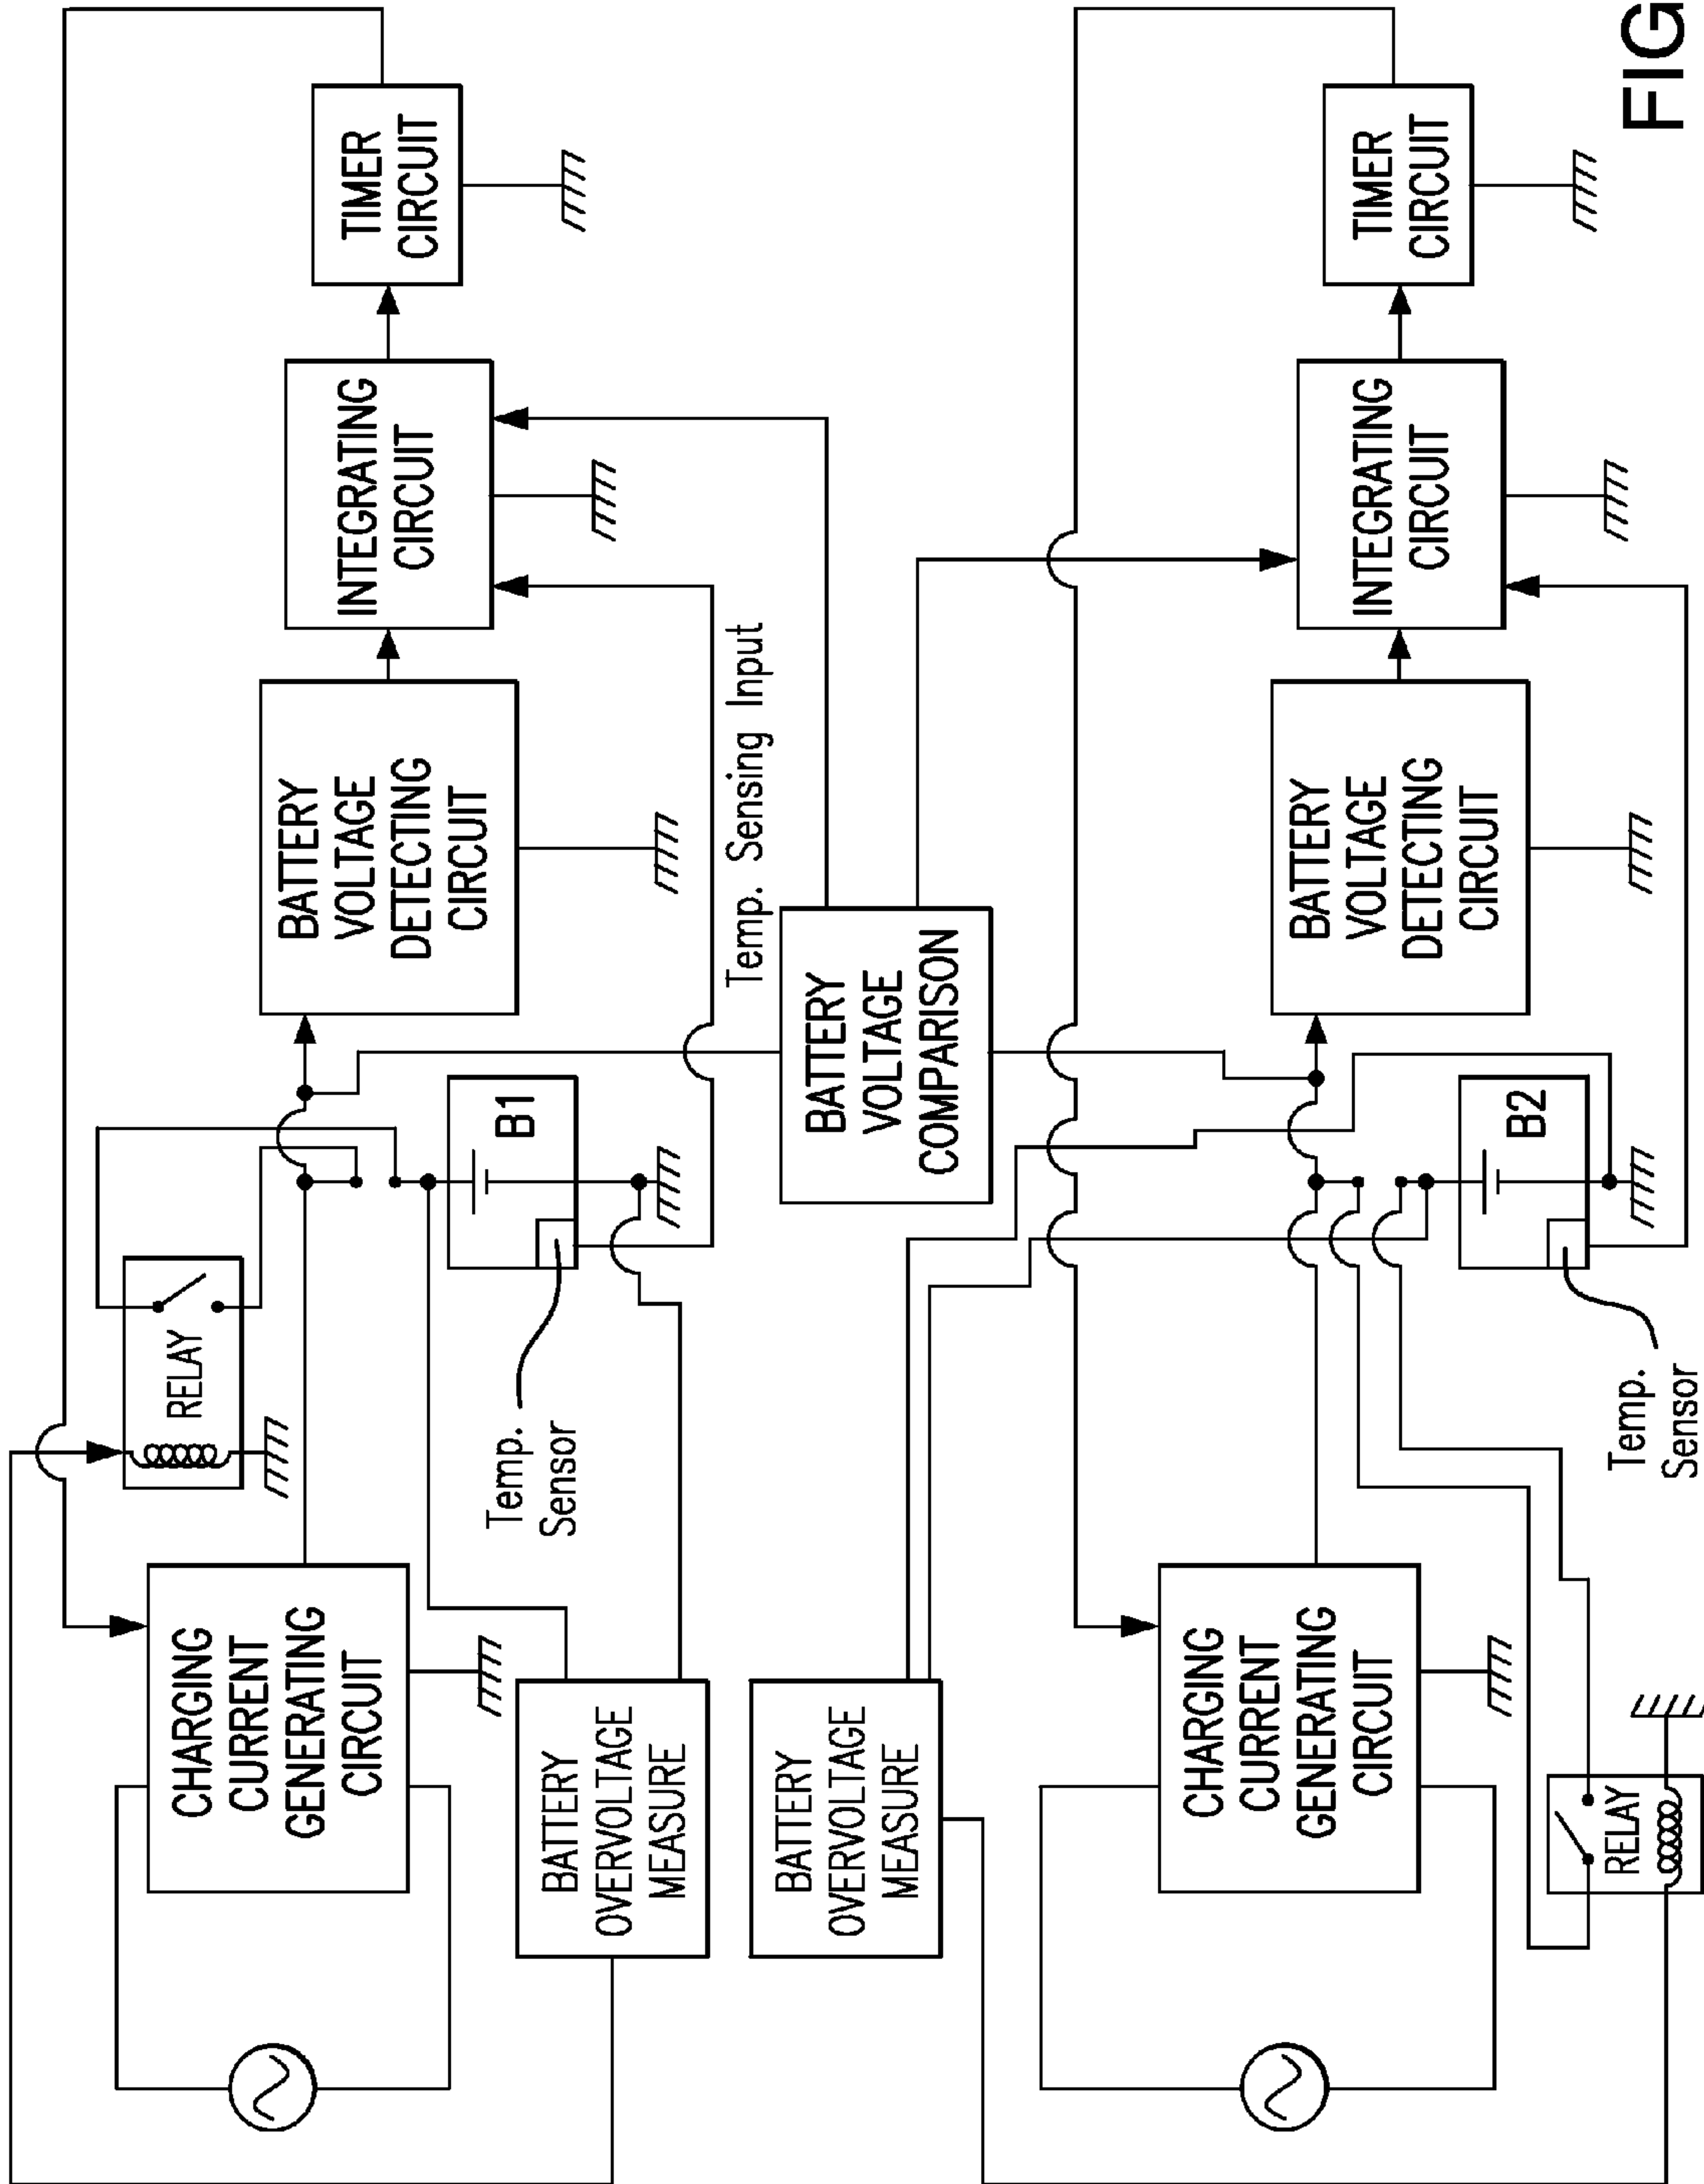 CHARGING
CURRENT
GENERATING
CIRCUIT
RELAY
BATTERY
VOLTAGE
DETECTING
CIRCUIT
INTEGRATING
CIRCUIT
TIMER
CIRCUIT
B1
Temp.
Sensor
Temp. Sensing Input
BATTERY
OVERVOLTAGE
MEASURE
BATTERY
VOLTAGE
COMPARISON
BATTERY
OVERVOLTAGE
MEASURE
CHARGING
CURRENT
GENERATING
CIRCUIT
BATTERY
VOLTAGE
DETECTING
CIRCUIT
INTEGRATING
CIRCUIT
TIMER
CIRCUIT
B2
RELAY
Temp.
Sensor
FIG